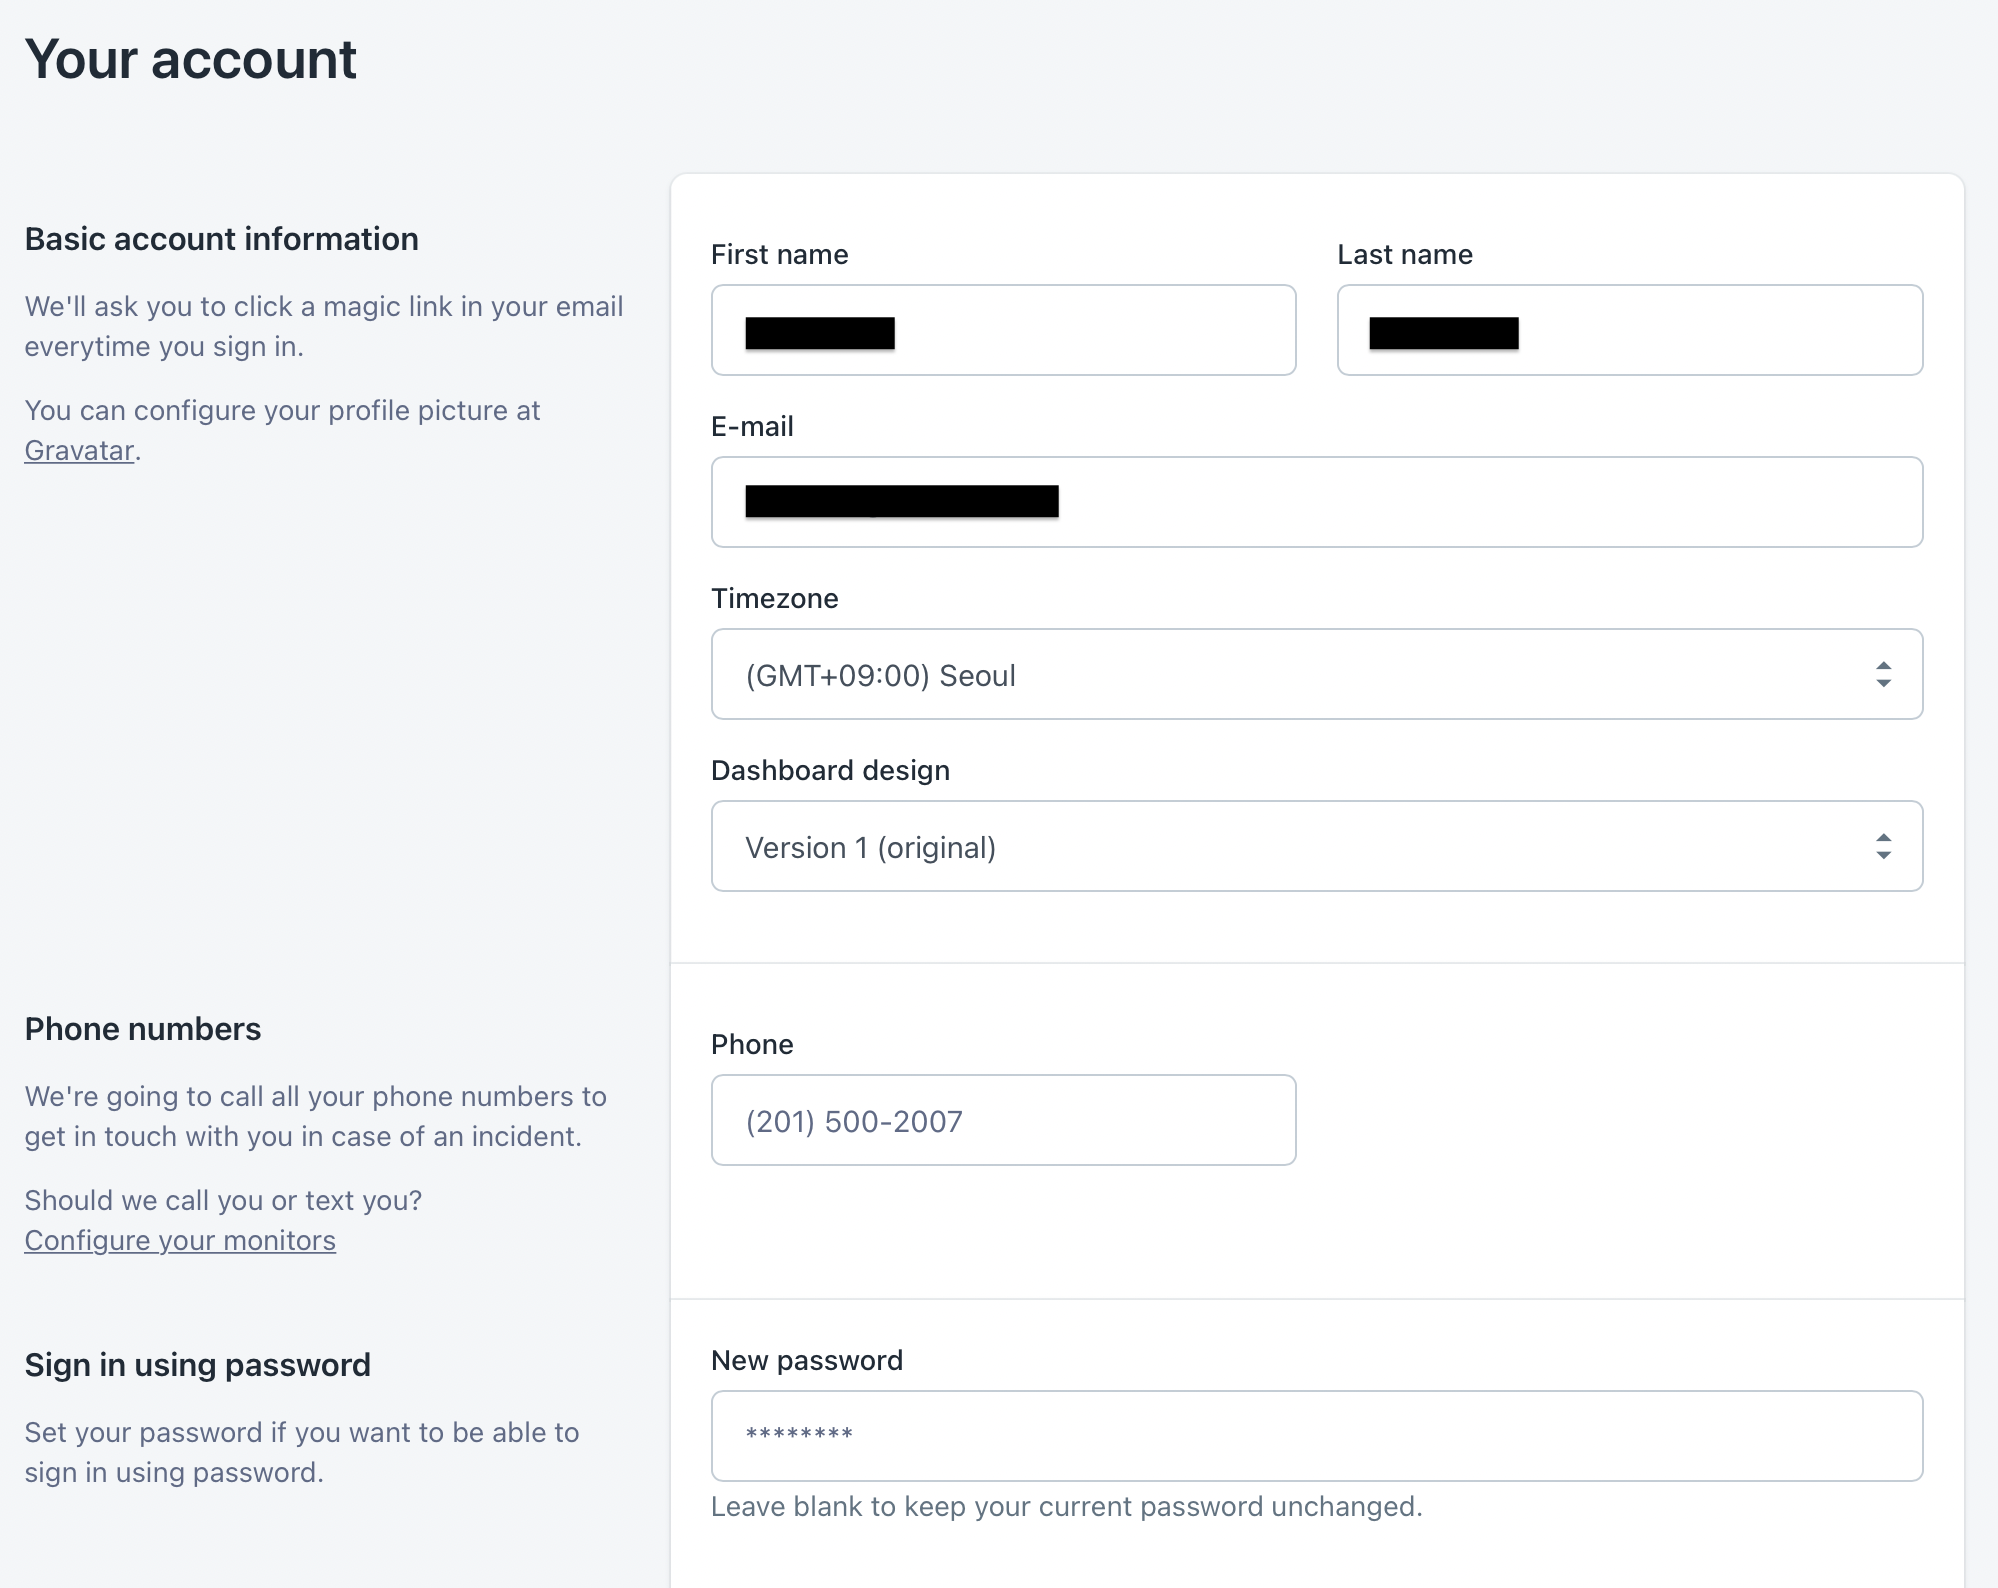 Your account
Basic account information
We'll ask you to click a magic link in your email
everytime you sign in.
You can configure your profile picture at
Gravatar.
First name
Last name
E-mail
Timezone
(GMT+09:00) Seoul
Dashboard design
Version 1 (original)
Phone numbers
We're going to call all your phone numbers to
get in touch with you in case of an incident.
Should we call you or text you?
Configure your monitors
Phone
(201) 500-2007
Sign in using password
Set your password if you want to be able to
sign in using password.
New password
********
Leave blank to keep your current password unchanged.